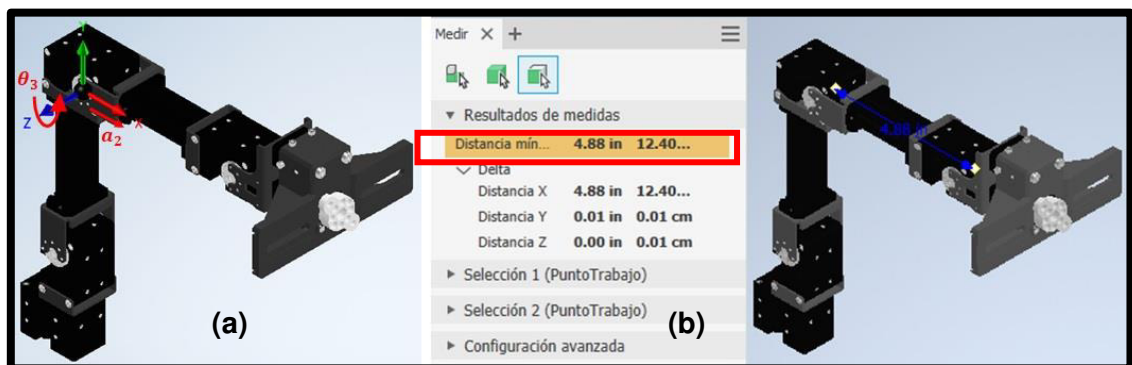 Y
θ₃
Z
X
a₂
(a)
Medir × +
Resultados de medidas
Distancia mín... 4.88 in 12.40...
Delta
Distancia X 4.88 in 12.40...
Distancia Y 0.01 in 0.01 cm
Distancia Z 0.00 in 0.01 cm
Selección 1 (PuntoTrabajo)
Selección 2 (PuntoTrabajo)
Configuración avanzada
(b)
4.88 in